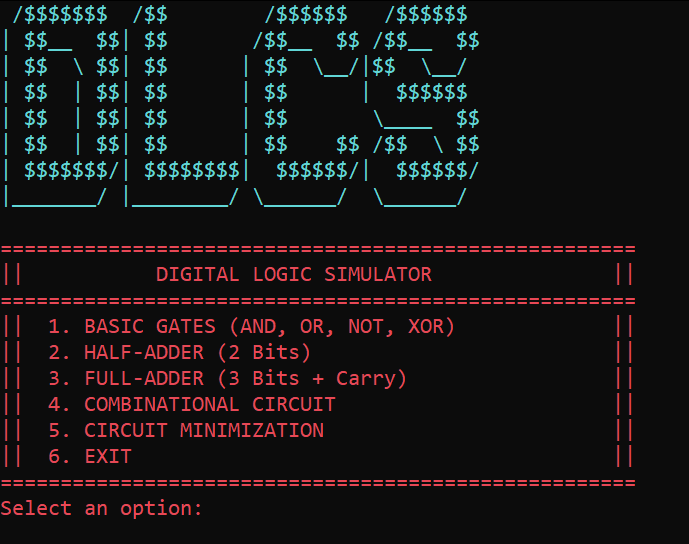 /$$$$$$$  /$$        /$$$$$$   /$$$$$$
| $$__  $$| $$       /$$__  $$ /$$__  $$
| $$  \ $$| $$      | $$  \__/|$$  \__/
| $$  | $$| $$      | $$      |  $$$$$$
| $$  | $$| $$      | $$       \____  $$
| $$  | $$| $$      | $$    $$ /$$  \ $$
| $$$$$$$/| $$$$$$$$|  $$$$$$/|  $$$$$$/
|_______/ |________/ \______/  \_______/
=====================================================
||           DIGITAL LOGIC SIMULATOR               ||
=====================================================
||  1. BASIC GATES (AND, OR, NOT, XOR)             ||
||  2. HALF-ADDER (2 Bits)                         ||
||  3. FULL-ADDER (3 Bits + Carry)                 ||
||  4. COMBINATIONAL CIRCUIT                       ||
||  5. CIRCUIT MINIMIZATION                        ||
||  6. EXIT                                        ||
=====================================================
Select an option: